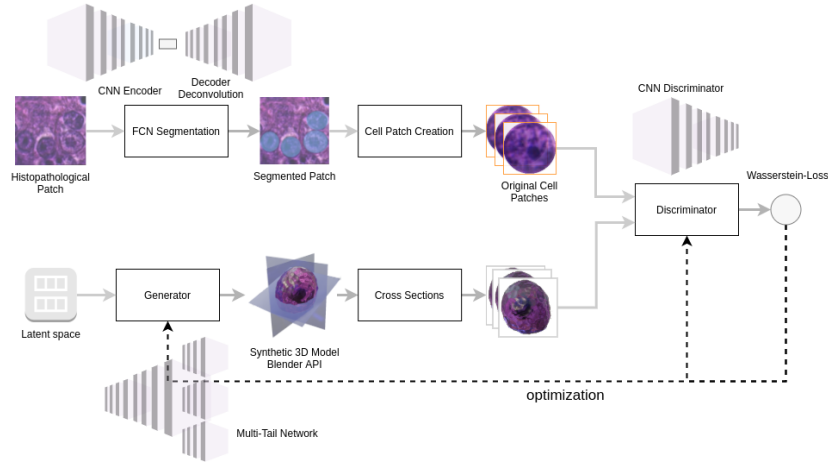 CNN Encoder
Decoder
Deconvolution
CNN Discriminator
FCN Segmentation
Cell Patch Creation
Histopathological
Patch
Segmented Patch
Original Cell
Patches
Wasserstein-Loss
Discriminator
Generator
Cross Sections
Latent space
Synthetic 3D Model
Blender API
optimization
Multi-Tail Network